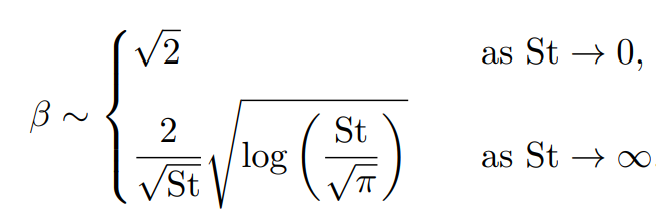 β ∼ { √2 as St → 0,
2/√St √log(St/√π) as St → ∞